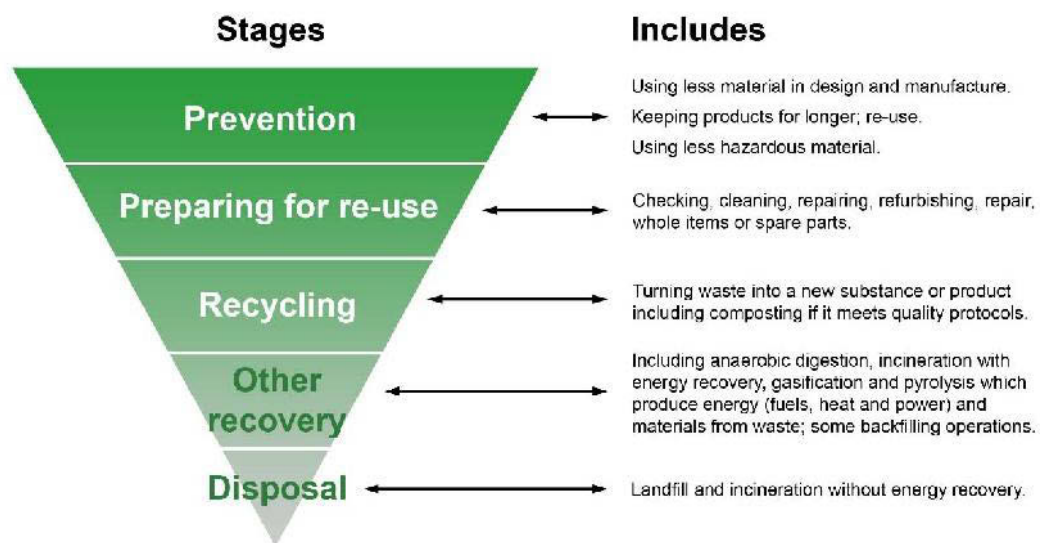 Stages
Includes
Prevention
Using less material in design and manufacture.
Keeping products for longer; re-use.
Using less hazardous material.
Preparing for re-use
Checking, cleaning, repairing, refurbishing, repair,
whole items or spare parts.
Recycling
Turning waste into a new substance or product
including composting if it meets quality protocols.
Other
recovery
Including anaerobic digestion, incineration with
energy recovery, gasification and pyrolysis which
produce energy (fuels, heat and power) and
materials from waste; some backfilling operations.
Disposal
Landfill and incineration without energy recovery.